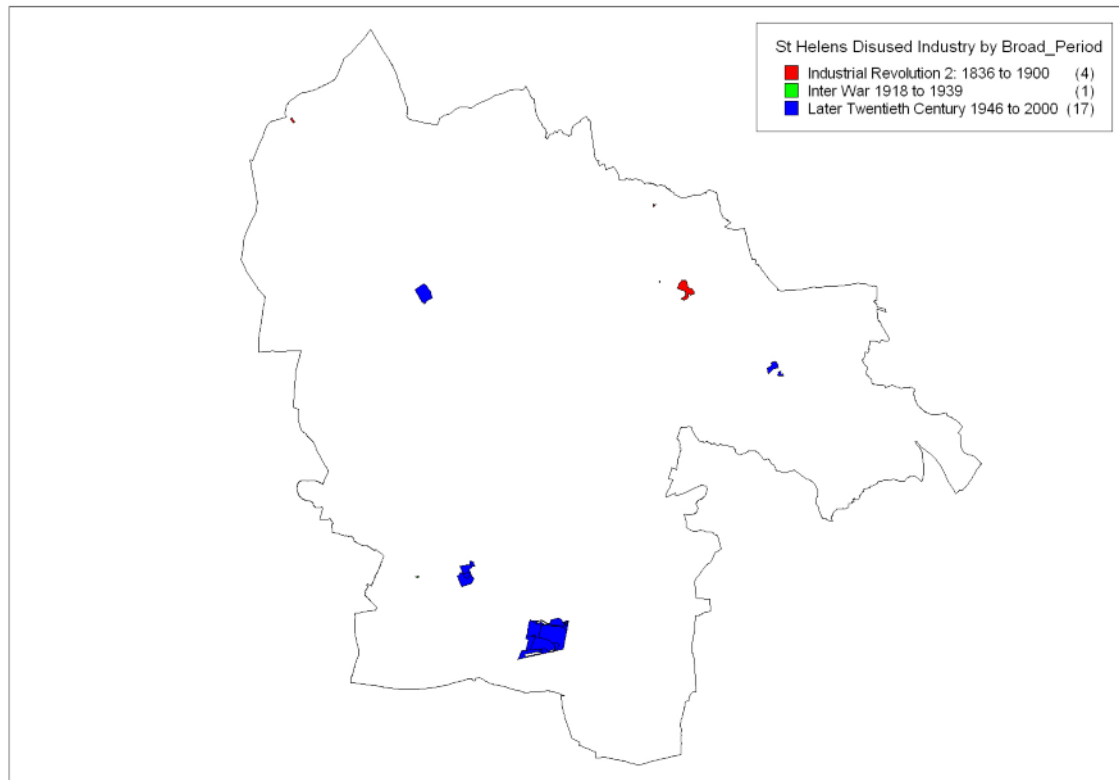 St Helens Disused Industry by Broad_Period
Industrial Revolution 2: 1836 to 1900 (4)
Inter War 1918 to 1939 (1)
Later Twentieth Century 1946 to 2000 (17)